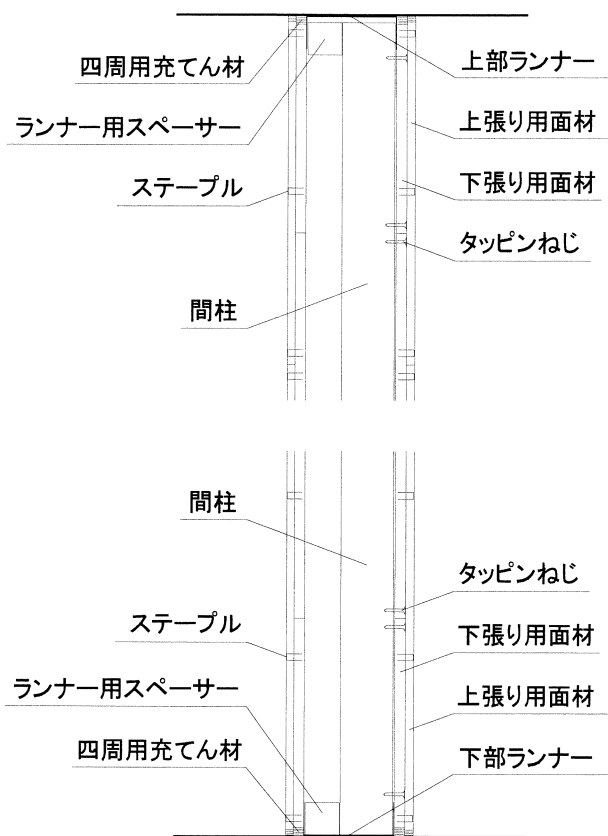 四周用充てん材
ランナー用スペーサー
ステープル
間柱
上部ランナー
上張り用面材
下張り用面材
タッピンねじ
間柱
ステープル
ランナー用スペーサー
四周用充てん材
タッピンねじ
下張り用面材
上張り用面材
下部ランナー